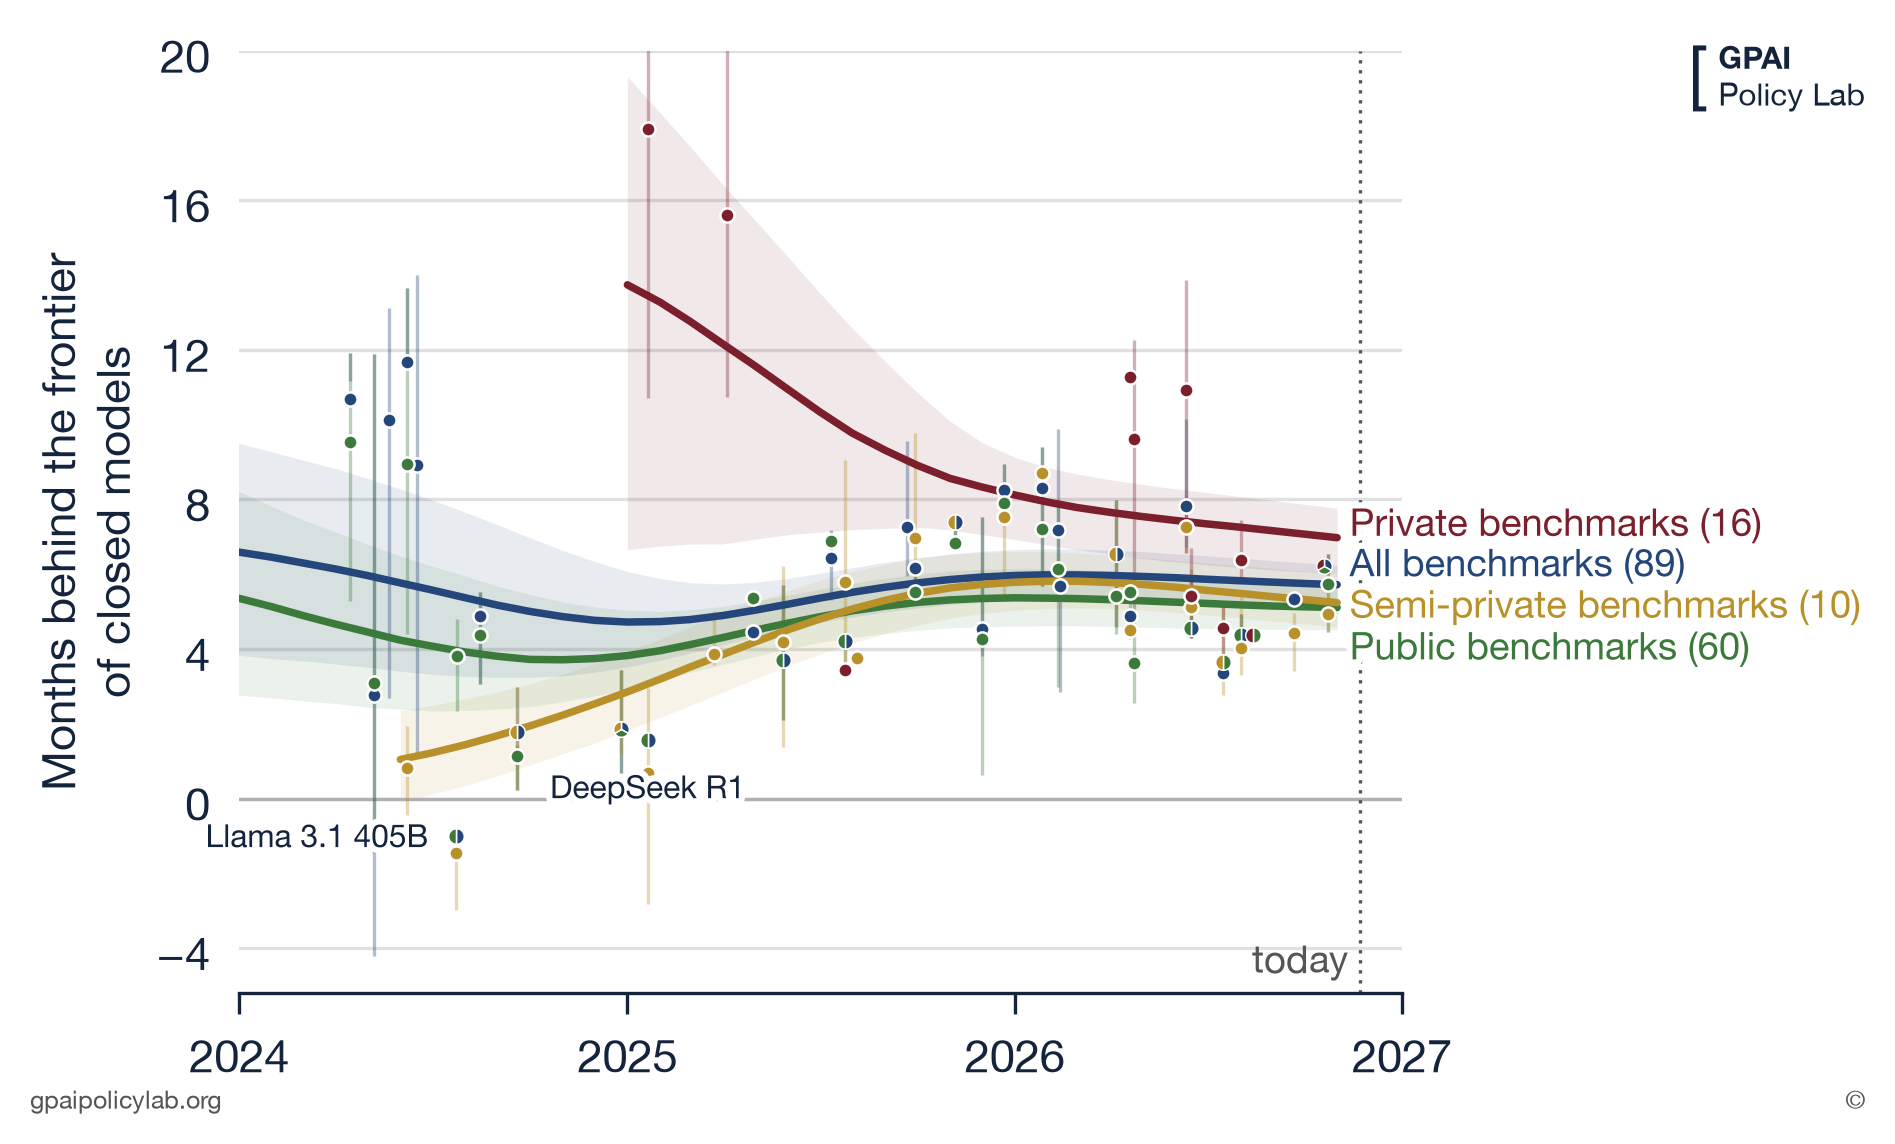 GPAI
Policy Lab
Months behind the frontier
of closed models
20
16
12
8
4
0
−4
Private benchmarks (16)
All benchmarks (89)
Semi-private benchmarks (10)
Public benchmarks (60)
DeepSeek R1
Llama 3.1 405B
today
2024
2025
2026
2027
gpaipolicylab.org
©